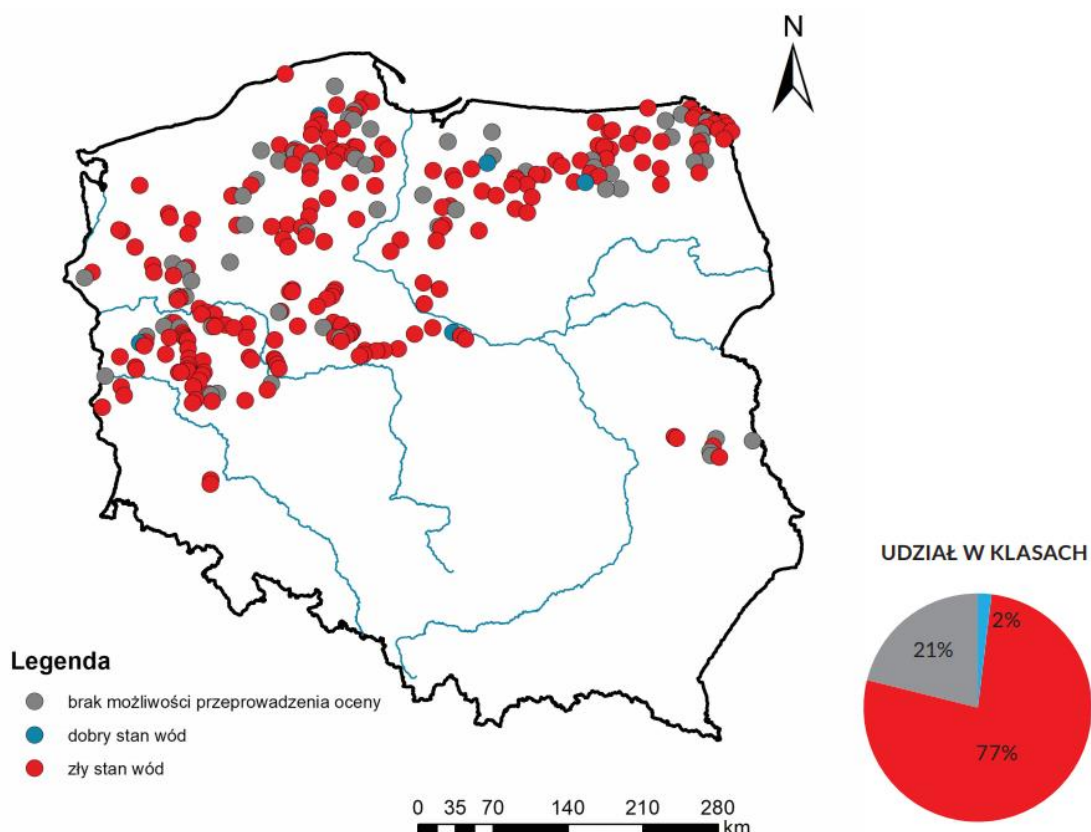 N
UDZIAŁ W KLASACH
2%
21%
77%
Legenda
brak możliwości przeprowadzenia oceny
dobry stan wód
zły stan wód
0 35 70 140 210 280
km